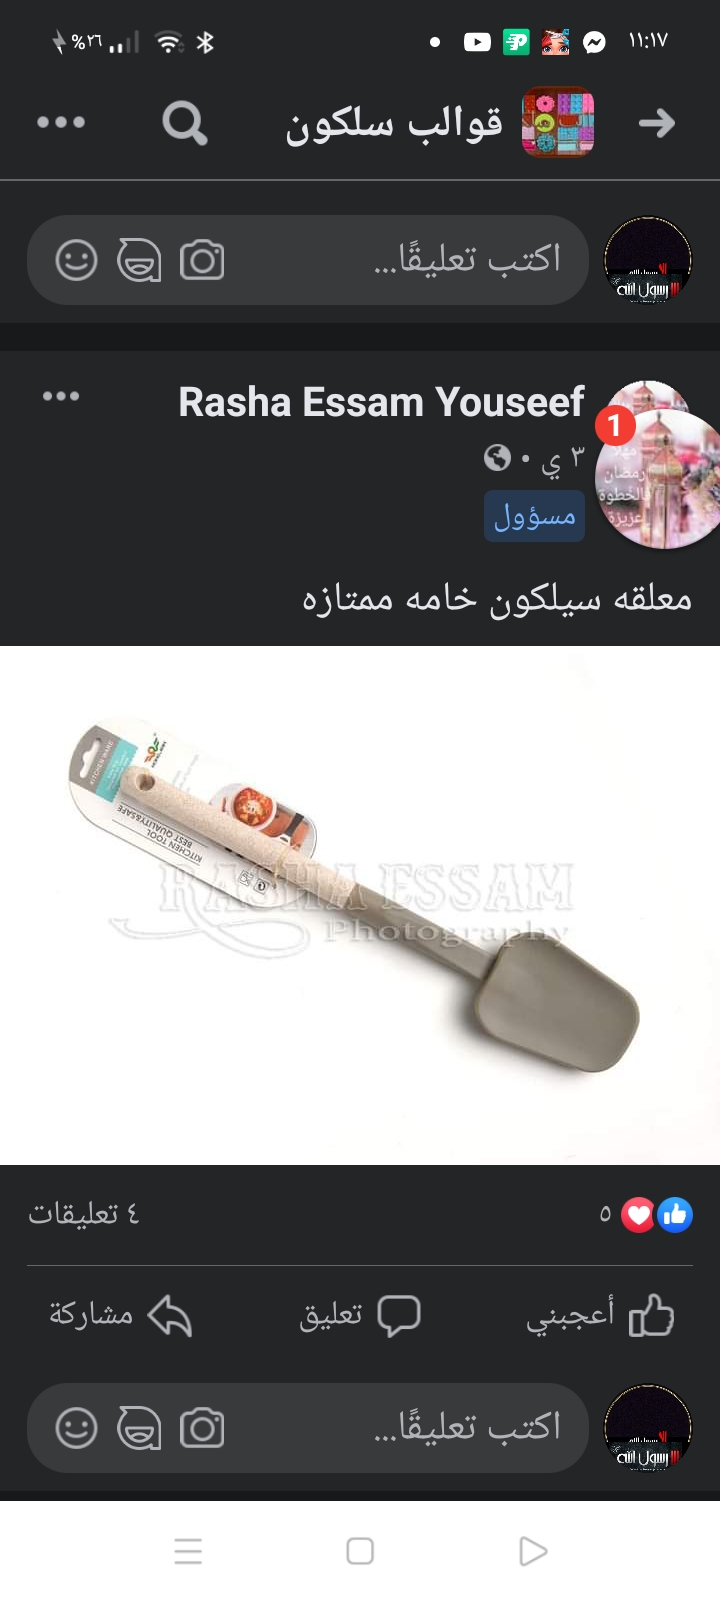 %٢٦
١١:١٧
قوالب سلكون
اكتب تعليقًا...
رسول الله
Rasha Essam Youseef
٣ ي
مسؤول
1
مهلا
رمضان
فالخطوة
عزيزة
معلقه سيلكون خامه ممتازه
KITCHEN WARE
KITCHEN TOOL
BEST QUALITY&SAFE
RASHA ESSAM
Photography
٥
٤ تعليقات
أعجبني
تعليق
مشاركة
اكتب تعليقًا...
رسول الله